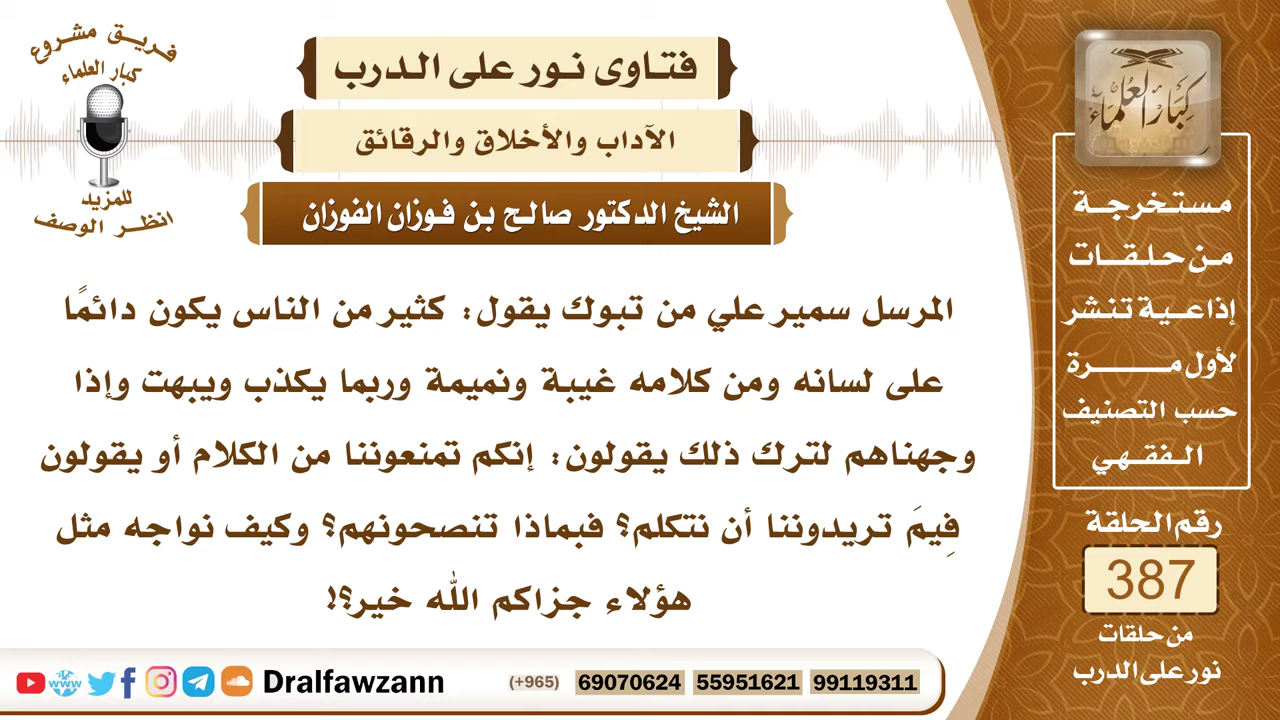 فريق مشروع
كبار العلماء
للمزيد
انظر الوصف
فتاوى نور على الدرب
الآداب والأخلاق والرقائق
الشيخ الدكتور صالح بن فوزان الفوزان
المرسل سمير علي من تبوك يقول: كثير من الناس يكون دائمًا
على لسانه ومن كلامه غيبة ونميمة وربما يكذب ويبهت وإذا
وجهناهم لترك ذلك يقولون: إنكم تمنعوننا من الكلام أو يقولون
فِيمَ تريدوننا أن نتكلم؟ فبماذا تنصحونهم؟ وكيف نواجه مثل
هؤلاء جزاكم الله خير؟!
كبار العلماء
مستخرجة
من حلقات
إذاعية تنشر
لأول مرة
حسب التصنيف
الفقهي
رقم الحلقة
387
من حلقات
نور على الدرب
www Dralfawzann (+965) 69070624 55951621 99119311